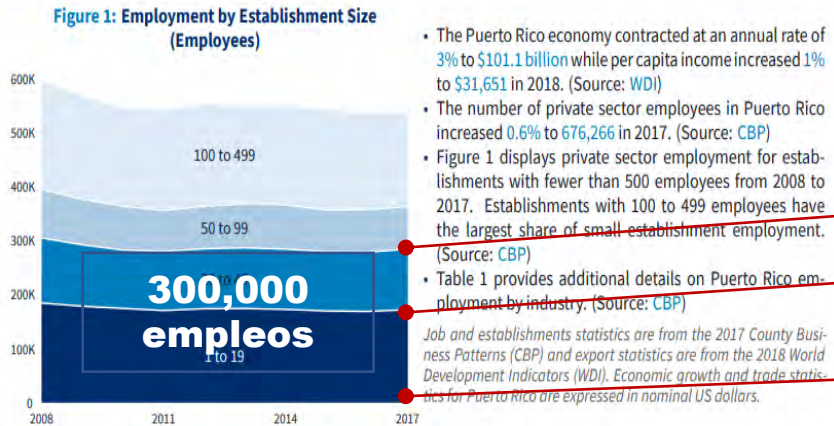 Figure 1: Employment by Establishment Size
(Employees)
600K
500K
400K
300K
200K
100K
0
100 to 499
50 to 99
300,000
empleos
1 to 19
2008
2011
2014
2017
• The Puerto Rico economy contracted at an annual rate of
3% to $101.1 billion while per capita income increased 1%
to $31,651 in 2018. (Source: WDI)
• The number of private sector employees in Puerto Rico
increased 0.6% to 676,266 in 2017. (Source: CBP)
• Figure 1 displays private sector employment for estab-
lishments with fewer than 500 employees from 2008 to
2017. Establishments with 100 to 499 employees have
the largest share of small establishment employment.
(Source: CBP)
• Table 1 provides additional details on Puerto Rico em-
ployment by industry. (Source: CBP)
Job and establishments statistics are from the 2017 County Busi-
ness Patterns (CBP) and export statistics are from the 2018 World
Development Indicators (WDI). Economic growth and trade statis-
tics for Puerto Rico are expressed in nominal US dollars.